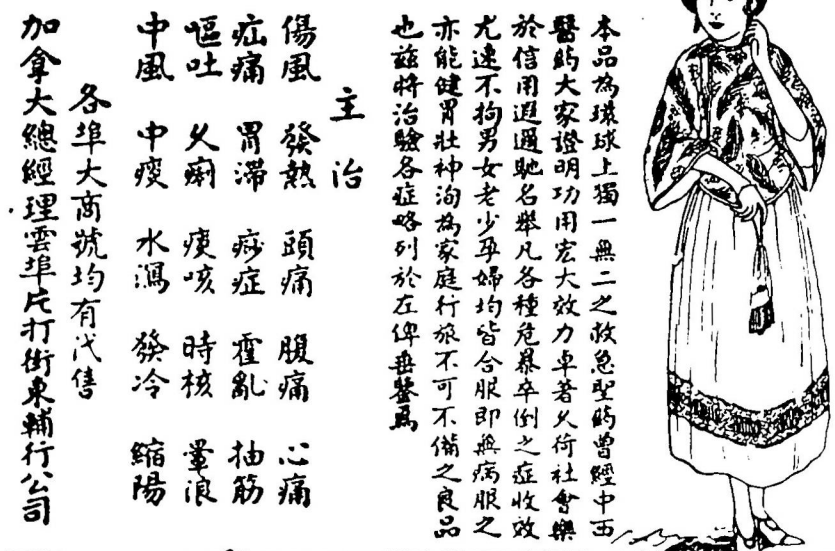 本品為環球上獨一無二之救急聖药曾經中西
醫药大家證明功用宏大效力卓著久荷社會樂
於信用遐邇馳名舉凡各種危暴卒倒之症收效
尤速不拘男女老少孕婦均皆合服即無病服之
亦能健胃壯神洵為家庭行旅不可不備之良品
也茲將治驗各症略列於左俾垂鑒焉
主治
傷風 發熱 頭痛 腹痛 心痛
疝痛 胃滯 痧症 霍亂 抽筋
嘔吐 久痢 痰咳 時核 暈浪
中風 中痰 水瀉 發冷 縮陽
各埠大商號均有代售
加拿大總經理雲埠片打街東輔行公司